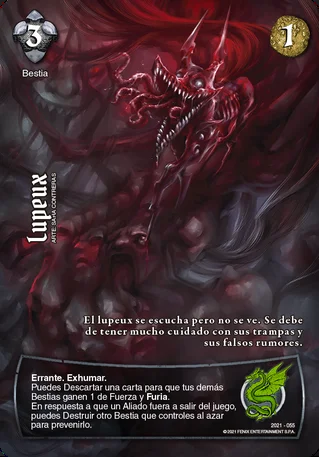 3
1
Bestia
Lupeux
ARTE: SARA CONTRERAS
El lupeux se escucha pero no se ve. Se debe
de tener mucho cuidado con sus trampas y
sus falsos rumores.
Errante. Exhumar.
Puedes Descartar una carta para que tus demás
Bestias ganen 1 de Fuerza y Furia.
En respuesta a que un Aliado fuera a salir del juego,
puedes Destruir otro Bestia que controles al azar
para prevenirlo.
2021 - 055
©2021 FENIX ENTERTAINMENT S.P.A.